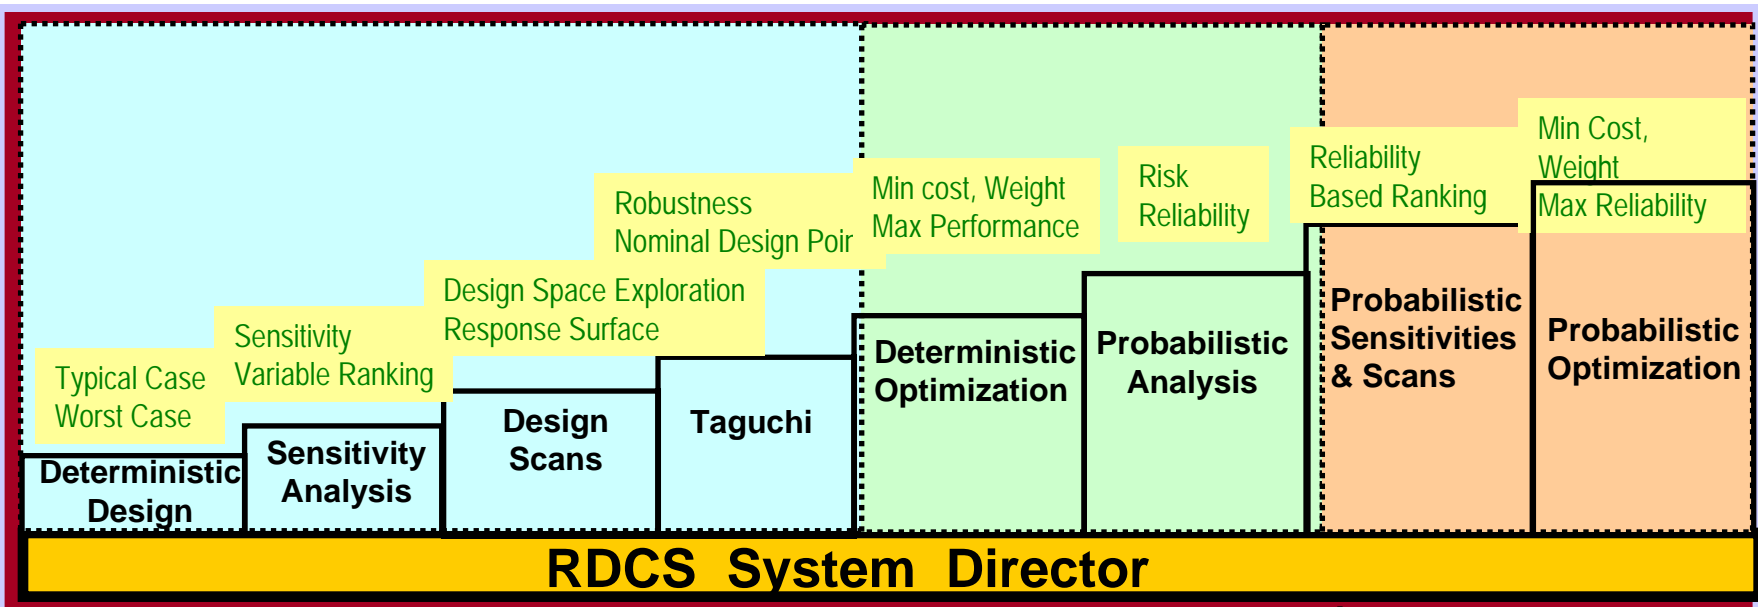 Typical Case
Worst Case
Deterministic
Design
Sensitivity
Variable Ranking
Sensitivity
Analysis
Design Space Exploration
Response Surface
Design
Scans
Robustness
Nominal Design Poin
Taguchi
Min cost, Weight
Max Performance
Deterministic
Optimization
Risk
Reliability
Probabilistic
Analysis
Reliability
Based Ranking
Probabilistic
Sensitivities
& Scans
Min Cost,
Weight
Max Reliability
Probabilistic
Optimization
RDCS System Director